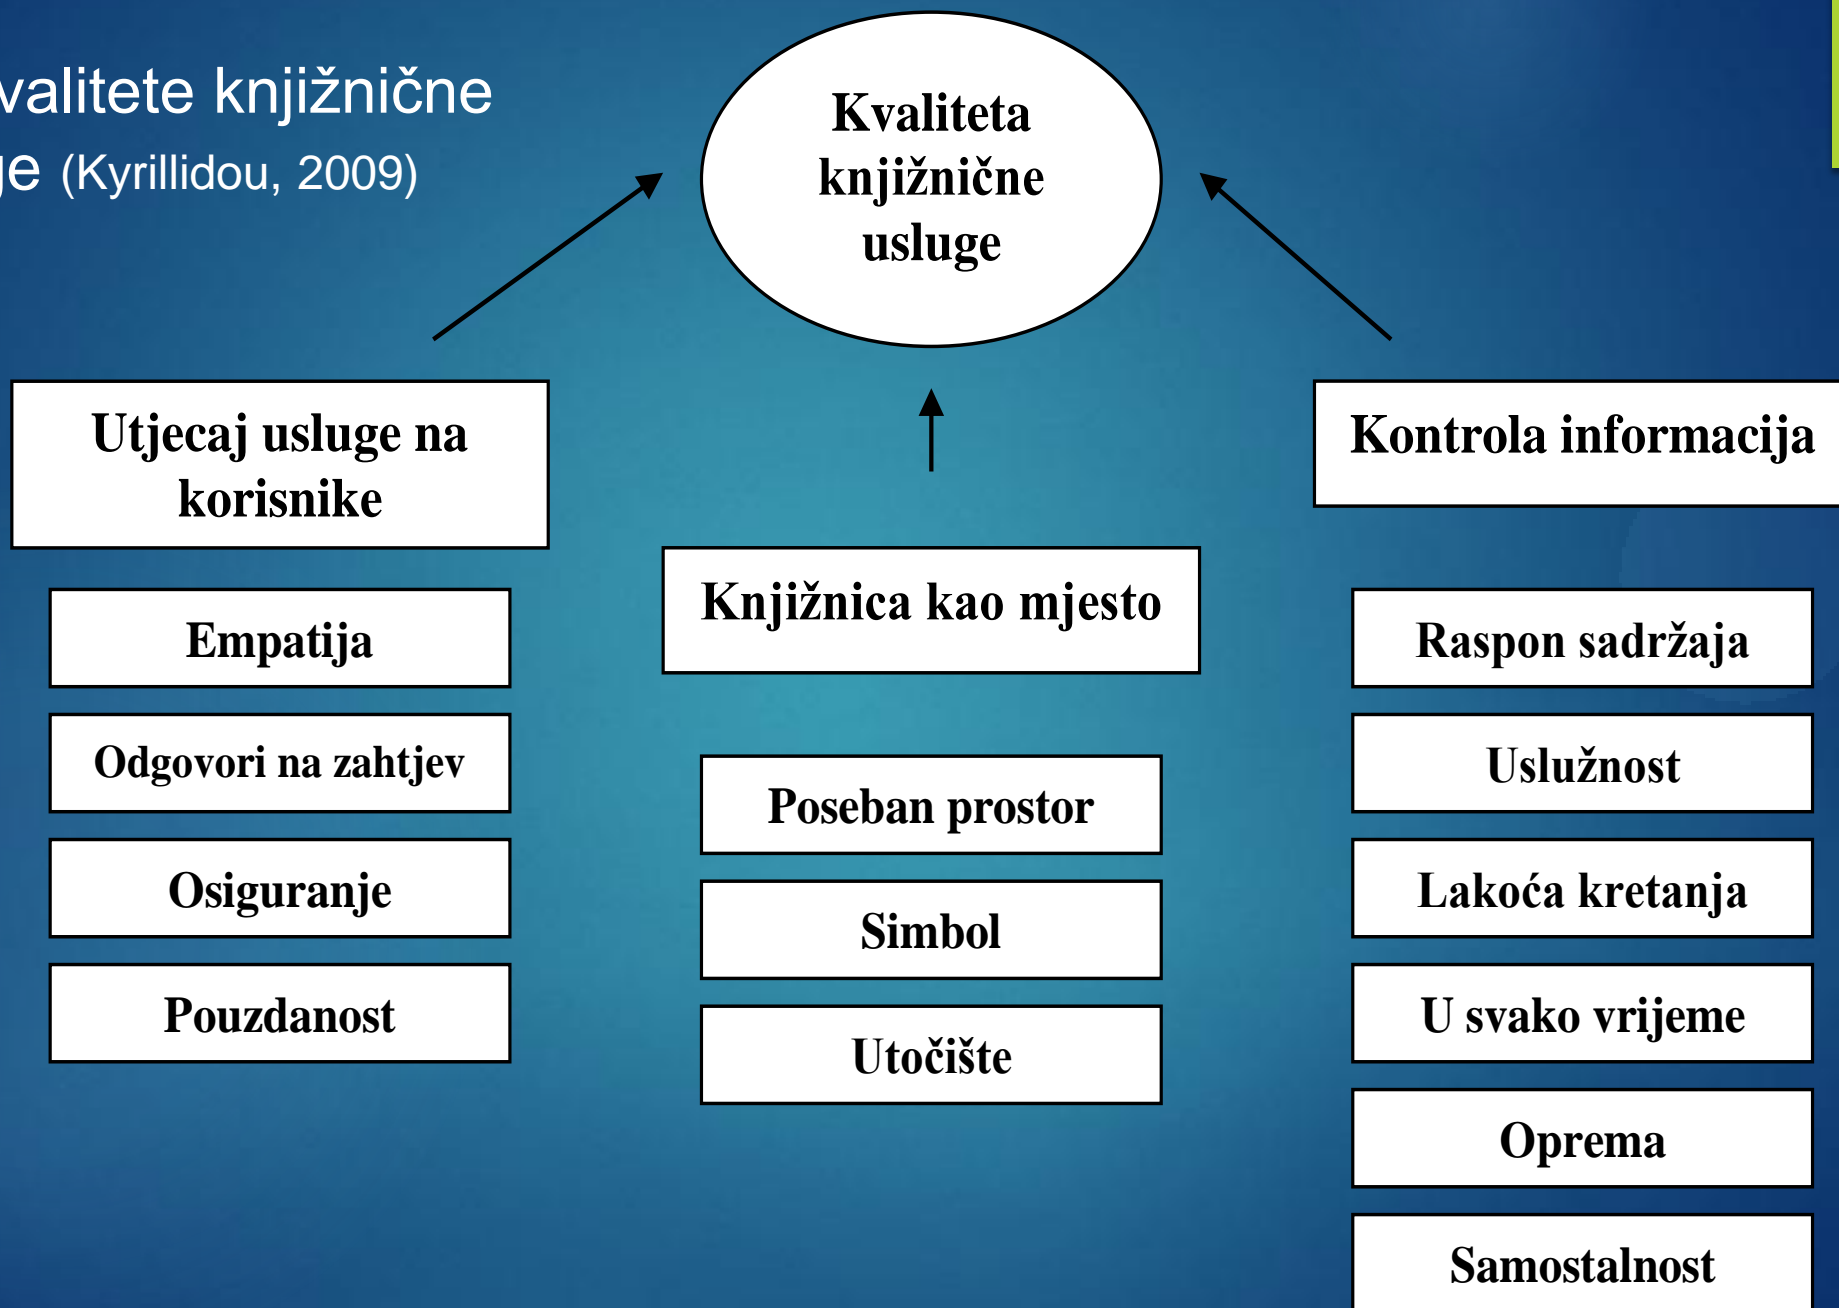 valitete knjižnične
ge (Kyrillidou, 2009)
Kvaliteta
knjižnične
usluge
Utjecaj usluge na
korisnike
Empatija
Odgovori na zahtjev
Osiguranje
Pouzdanost
Knjižnica kao mjesto
Poseban prostor
Simbol
Utočište
Kontrola informacija
Raspon sadržaja
Uslužnost
Lakoća kretanja
U svako vrijeme
Oprema
Samostalnost